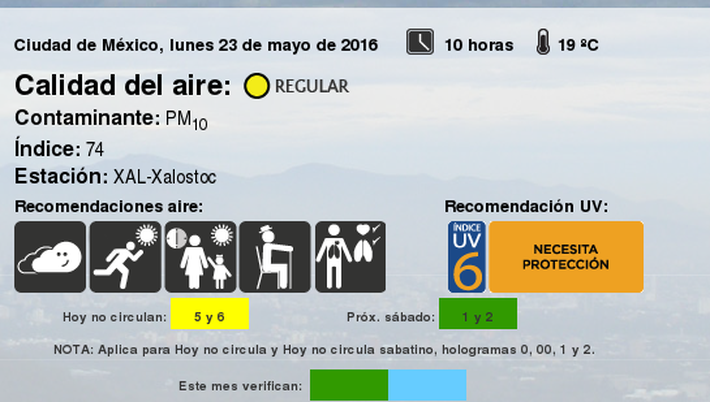 Ciudad de México, lunes 23 de mayo de 2016 10 horas 19 ºC
Calidad del aire: REGULAR
Contaminante: PM10
Índice: 74
Estación: XAL-Xalostoc
Recomendaciones aire: Recomendación UV:
ÍNDICE
UV
6
NECESITA
PROTECCIÓN
Hoy no circulan: 5 y 6 Próx. sábado: 1 y 2
NOTA: Aplica para Hoy no circula y Hoy no circula sabatino, hologramas 0, 00, 1 y 2.
Este mes verifican: